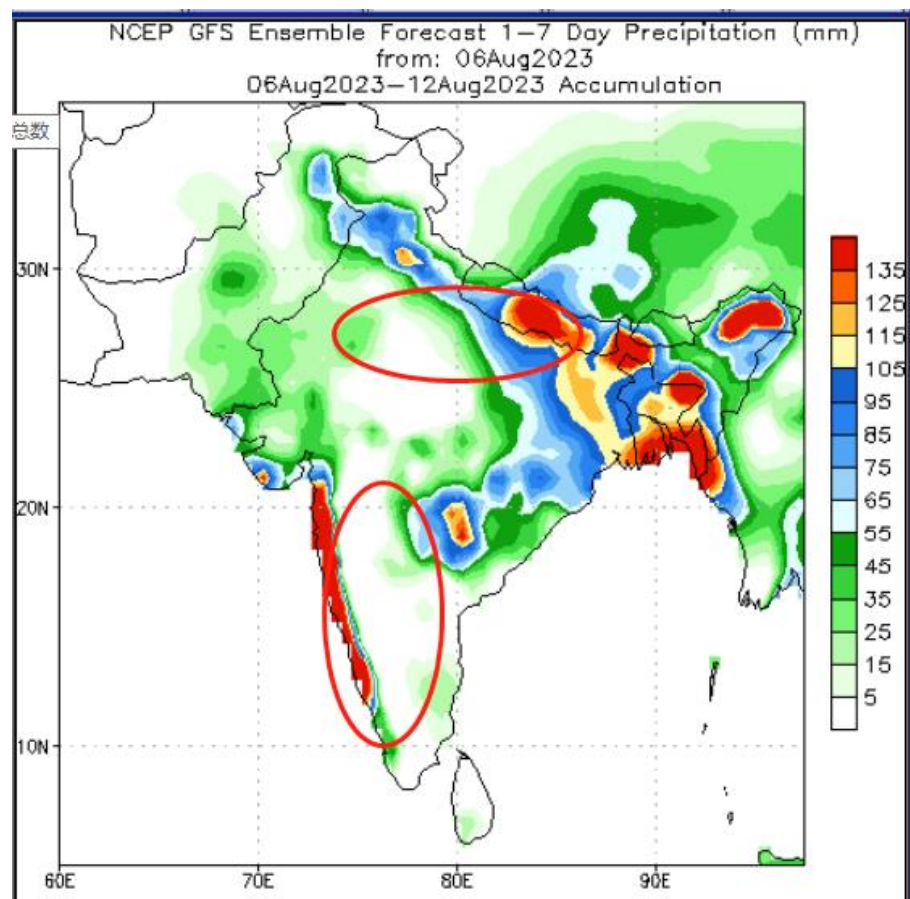 NCEP GFS Ensemble Forecast 1-7 Day Precipitation (mm)
from: 06Aug2023
06Aug2023-12Aug2023 Accumulation
总数
30N
20N
10N
60E
70E
80E
90E
135
125
115
105
95
85
75
65
55
45
35
25
15
5